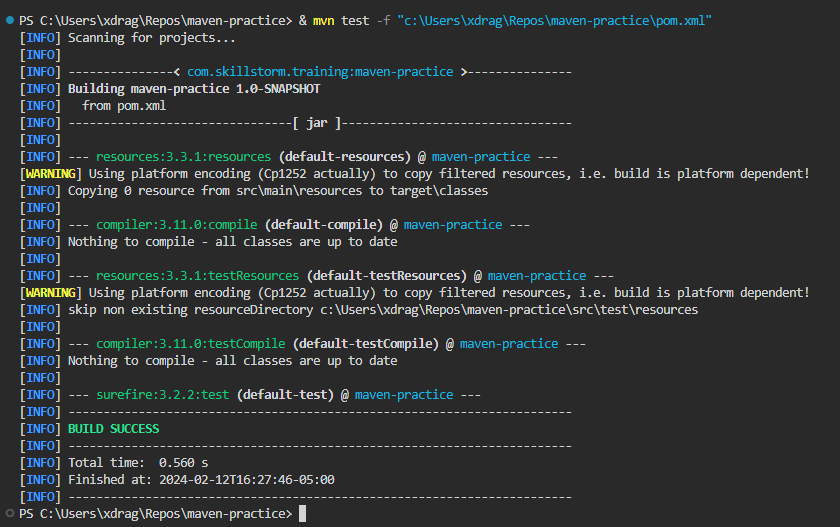 PS C:\Users\xdrag\Repos\maven-practice> & mvn test -f "c:\Users\xdrag\Repos\maven-practice\pom.xml"
[INFO] Scanning for projects...
[INFO]
[INFO] ---------------< com.skillstorm.training:maven-practice >---------------
[INFO] Building maven-practice 1.0-SNAPSHOT
[INFO]   from pom.xml
[INFO] --------------------------------[ jar ]---------------------------------
[INFO]
[INFO] --- resources:3.3.1:resources (default-resources) @ maven-practice ---
[WARNING] Using platform encoding (Cp1252 actually) to copy filtered resources, i.e. build is platform dependent!
[INFO] Copying 0 resource from src\main\resources to target\classes
[INFO]
[INFO] --- compiler:3.11.0:compile (default-compile) @ maven-practice ---
[INFO] Nothing to compile - all classes are up to date
[INFO]
[INFO] --- resources:3.3.1:testResources (default-testResources) @ maven-practice ---
[WARNING] Using platform encoding (Cp1252 actually) to copy filtered resources, i.e. build is platform dependent!
[INFO] skip non existing resourceDirectory c:\Users\xdrag\Repos\maven-practice\src\test\resources
[INFO]
[INFO] --- compiler:3.11.0:testCompile (default-testCompile) @ maven-practice ---
[INFO] Nothing to compile - all classes are up to date
[INFO]
[INFO] --- surefire:3.2.2:test (default-test) @ maven-practice ---
[INFO] ------------------------------------------------------------------------
[INFO] BUILD SUCCESS
[INFO] ------------------------------------------------------------------------
[INFO] Total time:  0.560 s
[INFO] Finished at: 2024-02-12T16:27:46-05:00
[INFO] ------------------------------------------------------------------------
PS C:\Users\xdrag\Repos\maven-practice>